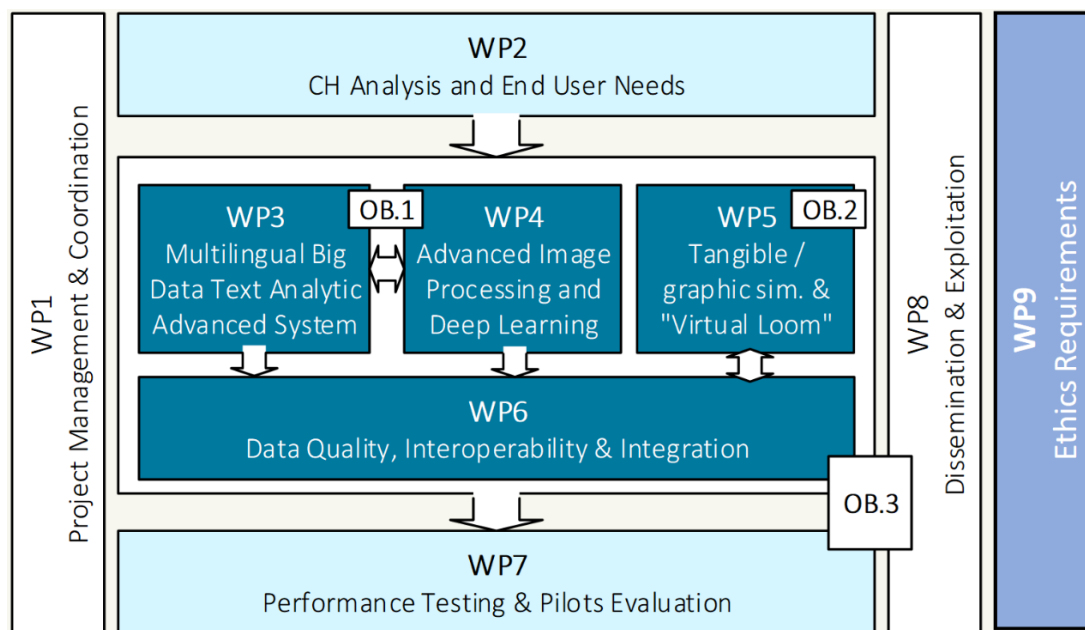 WP1
Project Management & Coordination
WP2
CH Analysis and End User Needs
WP3
Multilingual Big
Data Text Analytic
Advanced System
OB.1
WP4
Advanced Image
Processing and
Deep Learning
WP5
Tangible /
graphic sim. &
"Virtual Loom"
OB.2
WP6
Data Quality, Interoperability & Integration
OB.3
WP7
Performance Testing & Pilots Evaluation
WP8
Dissemination & Exploitation
WP9
Ethics Requirements